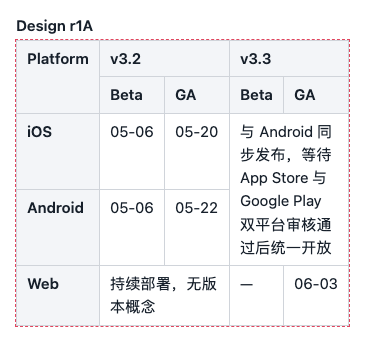 Design r1A
Platform v3.2 v3.3
Beta GA Beta GA
iOS 05-06 05-20
与 Android 同
步发布，等待
App Store 与
Google Play
双平台审核通
过后统一开放
Android 05-06 05-22
Web
持续部署，无版
本概念
— 06-03